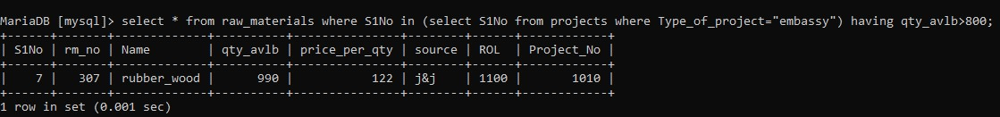 MariaDB [mysql]> select * from raw_materials where S1No in (select S1No from projects where Type_of_project="embassy") having qty_avlb>800;
+------+-------+-------------+----------+---------------+--------+------+------------+
| S1No | rm_no | Name        | qty_avlb | price_per_qty | source | ROL  | Project_No |
+------+-------+-------------+----------+---------------+--------+------+------------+
|    7 |   307 | rubber_wood |      990 |           122 | j&j    | 1100 |       1010 |
+------+-------+-------------+----------+---------------+--------+------+------------+
1 row in set (0.001 sec)